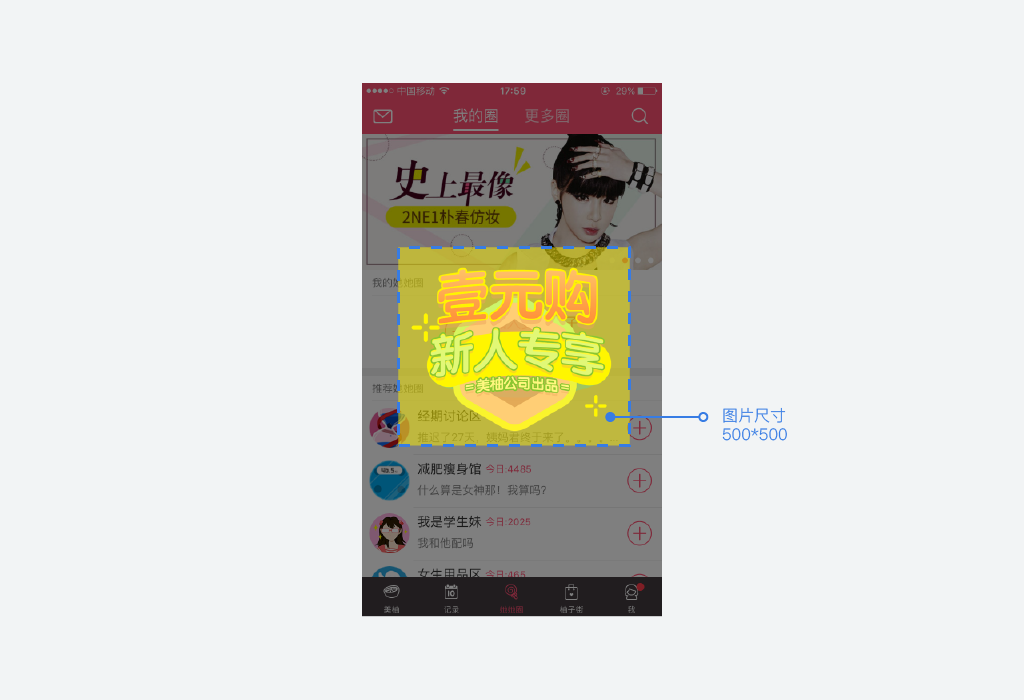 中国移动
17:59
29%
我的圈
更多圈
史上最像
2NE1朴春仿妆
我的她她圈
壹元购
新人专享
美柚公司出品
推荐她她圈
经期讨论区
推迟了27天，姨妈君终于来了。。。。
图片尺寸
500*500
减肥瘦身馆 今日:4485
什么算是女神那！我算吗？
我是学生妹 今日:2025
我和他配吗
女生用品区 今日:465
美柚
记录
她她圈
柚子街
我